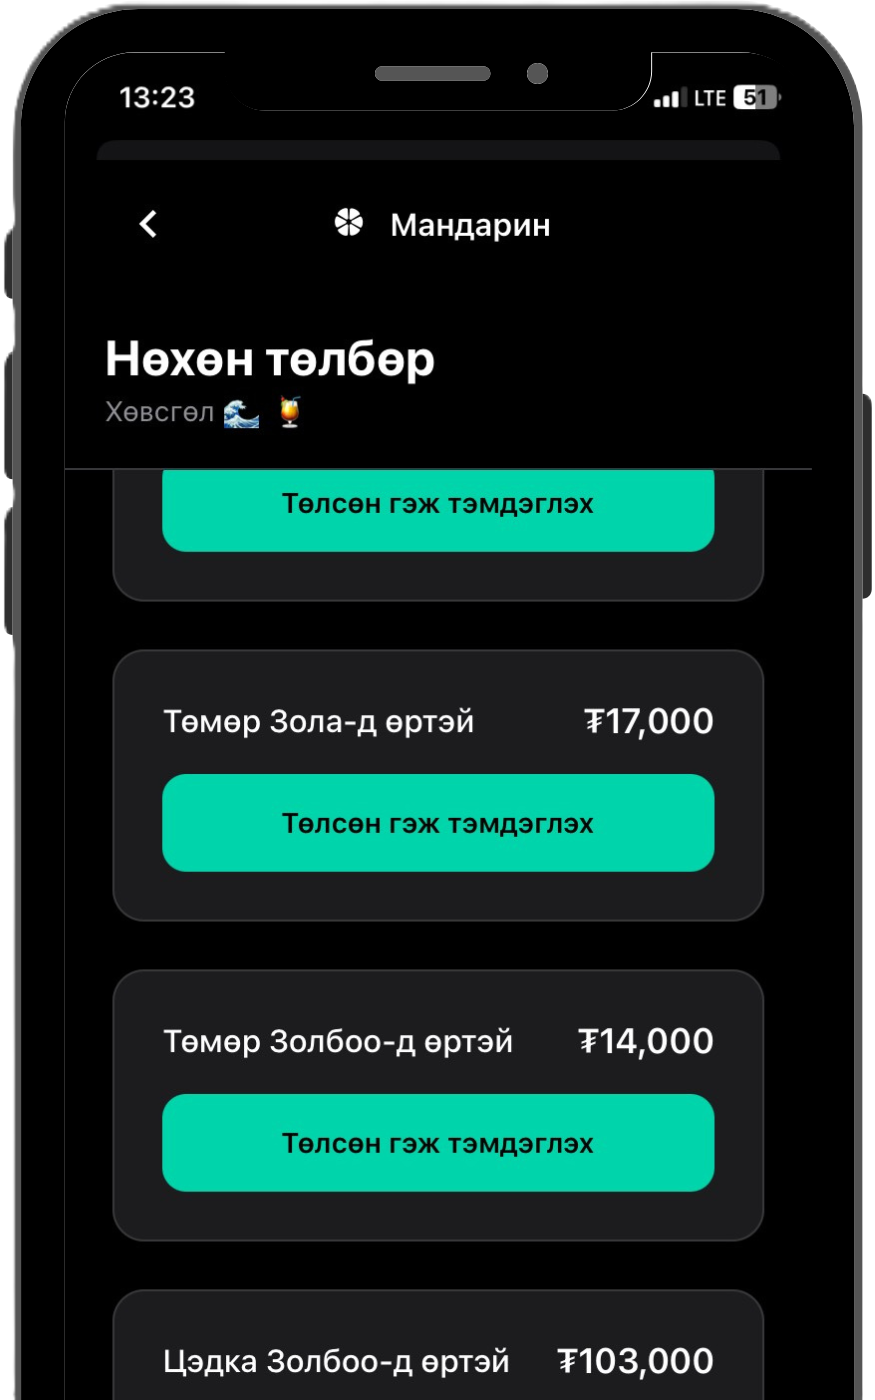 13:23 LTE 51
Мандарин
Нөхөн төлбөр
Хөвсгөл 🌊 🍹
Төлсөн гэж тэмдэглэх
Төмөр Зола-д өртэй ₮17,000
Төлсөн гэж тэмдэглэх
Төмөр Золбоо-д өртэй ₮14,000
Төлсөн гэж тэмдэглэх
Цэдка Золбоо-д өртэй ₮103,000